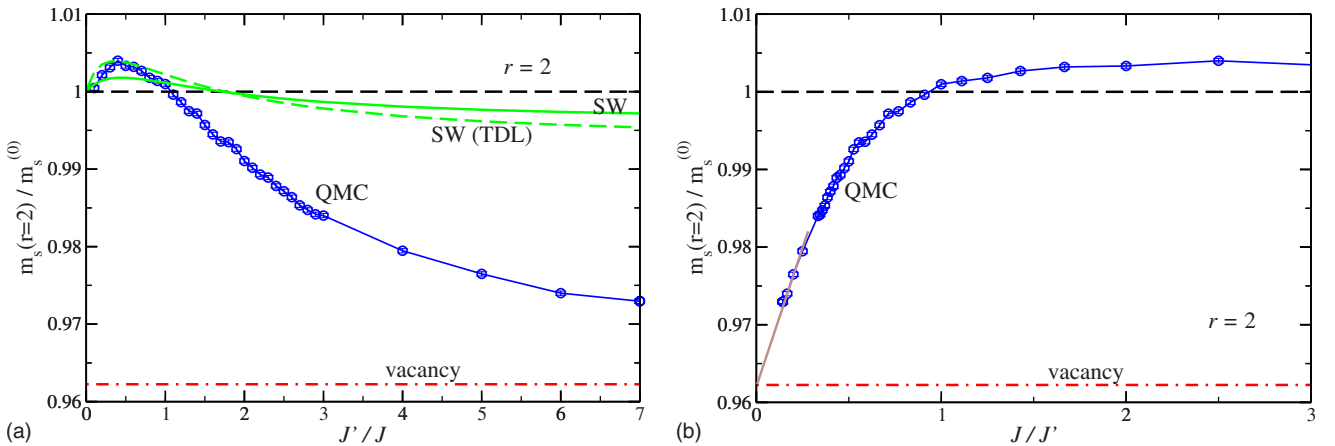 1.01
1.005
1
0.99
0.98
0.97
0.96
m_s(r=2) / m_s^(0)
r = 2
SW
SW (TDL)
QMC
vacancy
0 1 2 3 4 5 6 7
(a)
J’/J
1.01
1
0.99
0.98
0.97
0.96
m_s(r=2) / m_s^(0)
QMC
r = 2
vacancy
0 1 2 3
(b)
J/J’